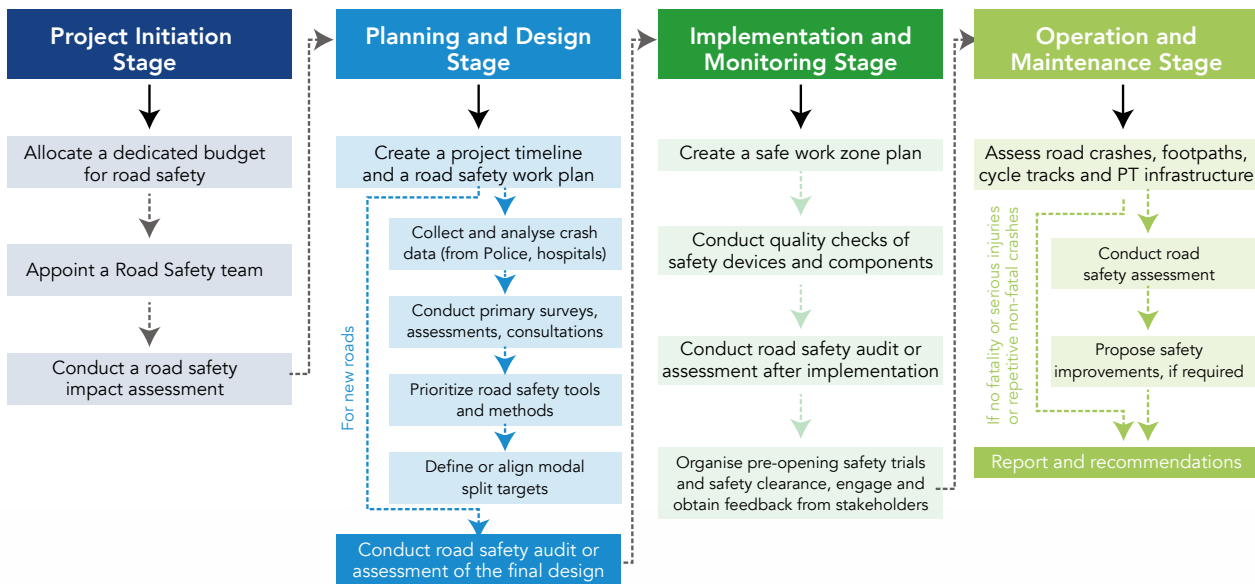 Project Initiation
Stage
Allocate a dedicated budget
for road safety
Appoint a Road Safety team
Conduct a road safety
impact assessment
Planning and Design
Stage
Create a project timeline
and a road safety work plan
For new roads
Collect and analyse crash
data (from Police, hospitals)
Conduct primary surveys,
assessments, consultations
Prioritize road safety tools
and methods
Define or align modal
split targets
Conduct road safety audit or
assessment of the final design
Implementation and
Monitoring Stage
Create a safe work zone plan
Conduct quality checks of
safety devices and components
Conduct road safety audit or
assessment after implementation
Organise pre-opening safety trials
and safety clearance, engage and
obtain feedback from stakeholders
Operation and
Maintenance Stage
Assess road crashes, footpaths,
cycle tracks and PT infrastructure
If no fatality or serious injuries
or repetitive non-fatal crashes
Conduct road
safety assessment
Propose safety
improvements, if required
Report and recommendations